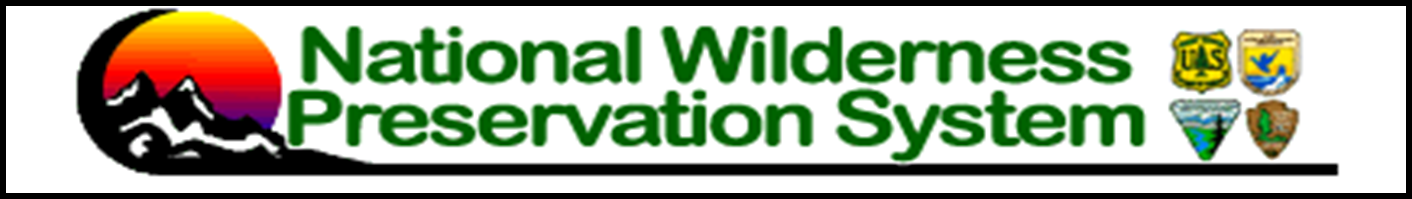 National Wilderness
Preservation System
U S